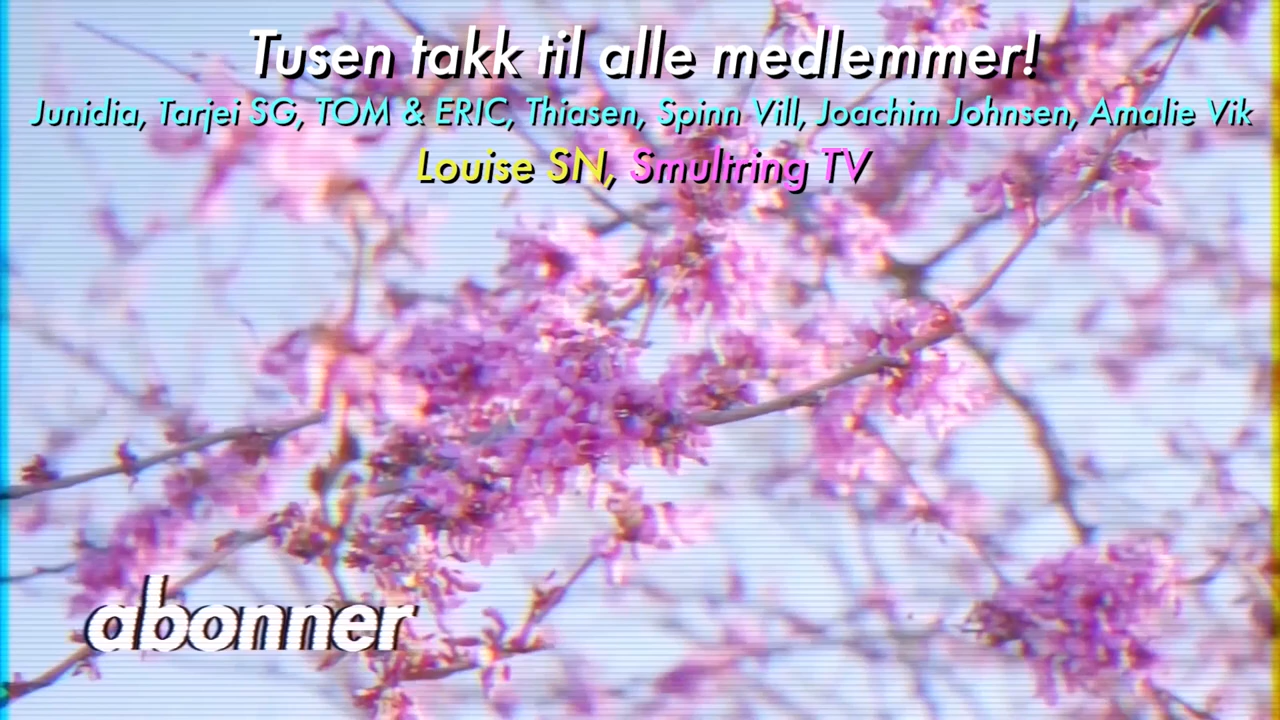 Tusen takk til alle medlemmer!
Junidia, Tarjei SG, TOM & ERIC, Thiasen, Spinn Vill, Joachim Johnsen, Amalie Vik
Louise SN, Smultring TV
abonner